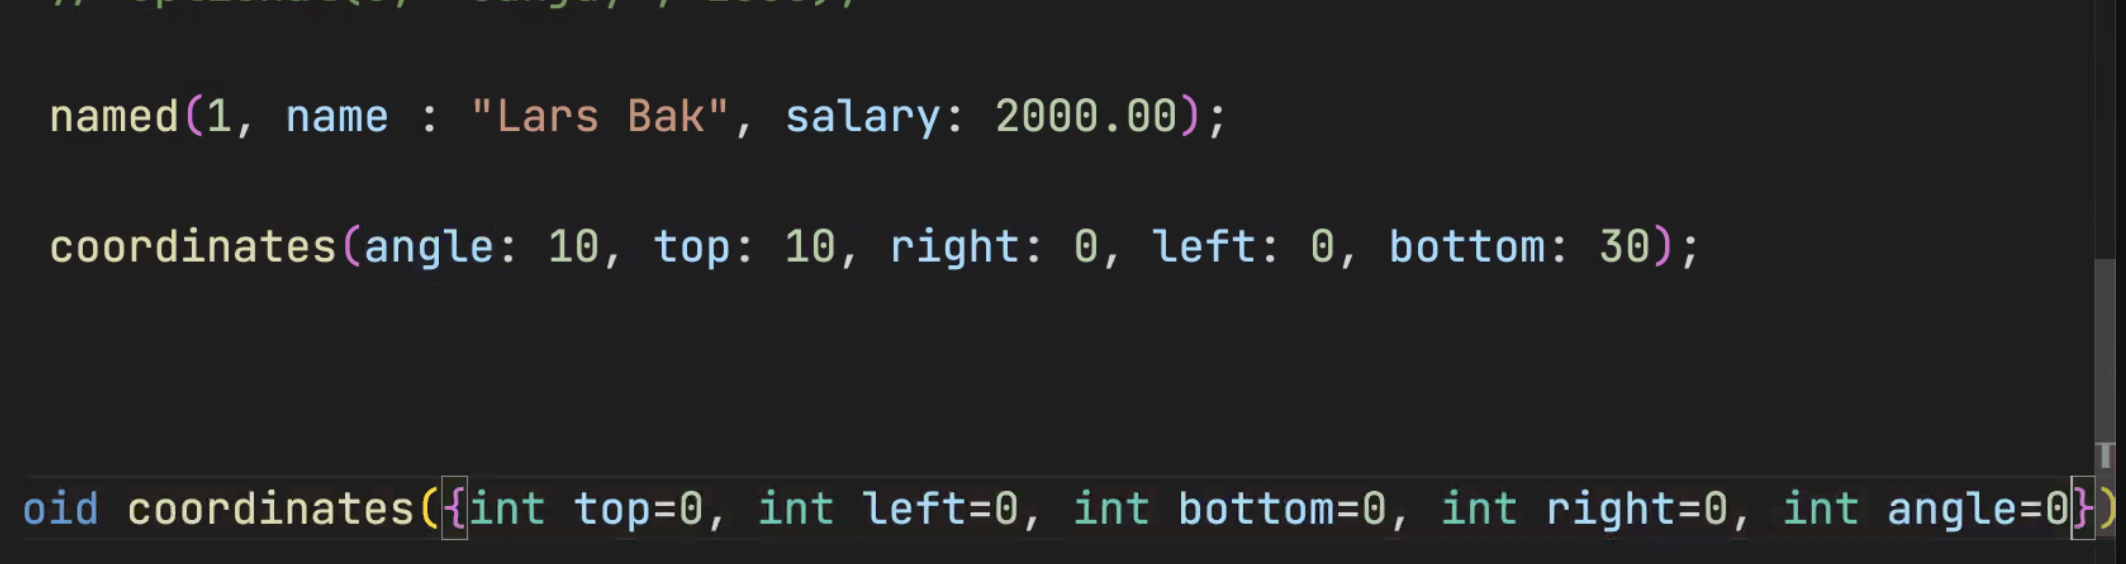 named(1, name : "Lars Bak", salary: 2000.00);
coordinates(angle: 10, top: 10, right: 0, left: 0, bottom: 30);
oid coordinates({int top=0, int left=0, int bottom=0, int right=0, int angle=0})